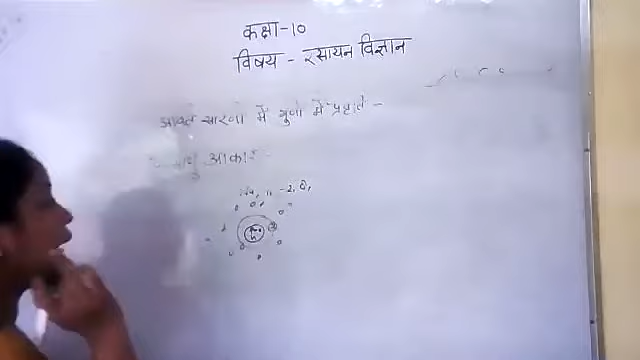 कक्षा-10
विषय - रसायन विज्ञान
आवर्त सारणी में गुणों में प्रवृत्ति -
आकार